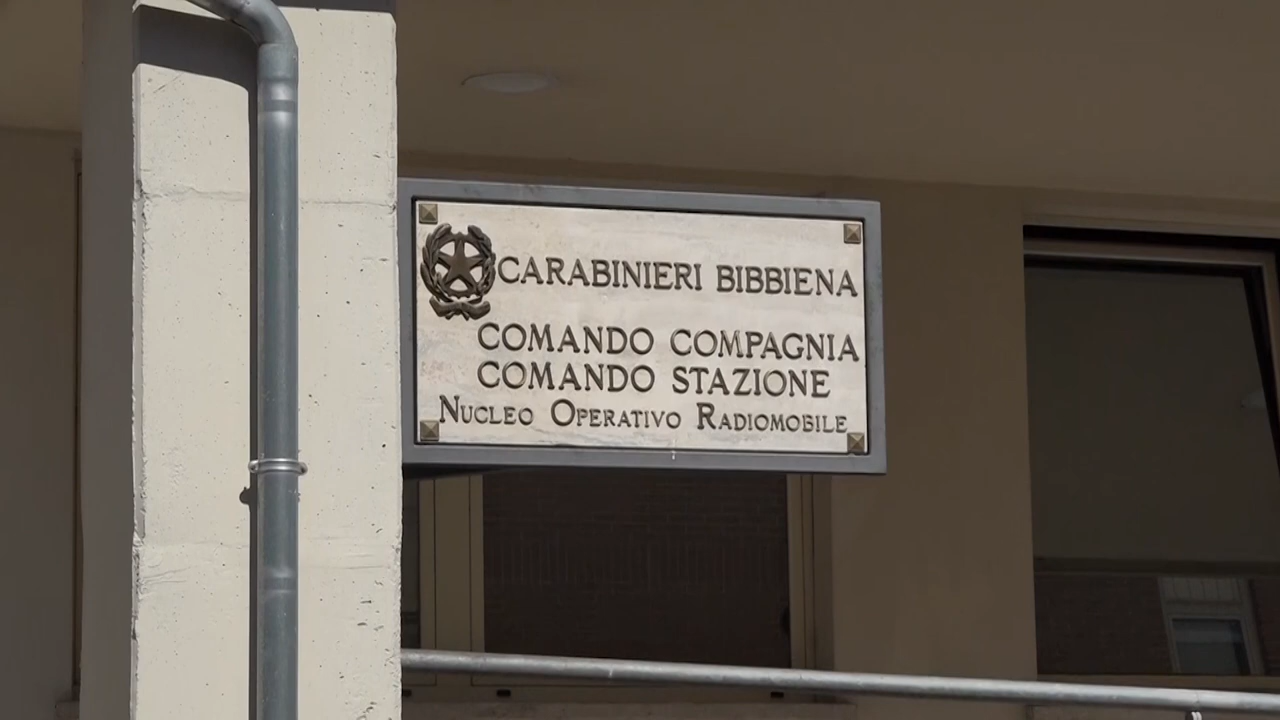 CARABINIERI BIBBIENA
COMANDO COMPAGNIA
COMANDO STAZIONE
NUCLEO OPERATIVO RADIOMOBILE